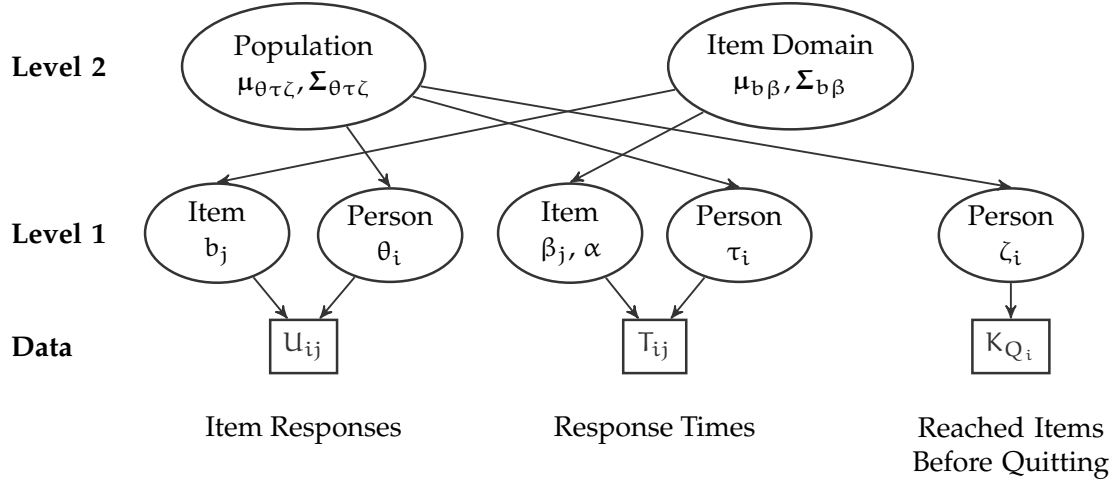 Level 2
Population
μθτζ, Σθτζ
Item Domain
μbβ, Σbβ
Level 1
Item
bj
Person
θi
Item
βj, α
Person
τi
Person
ζi
Data
Uij
Tij
KQi
Item Responses
Response Times
Reached Items
Before Quitting